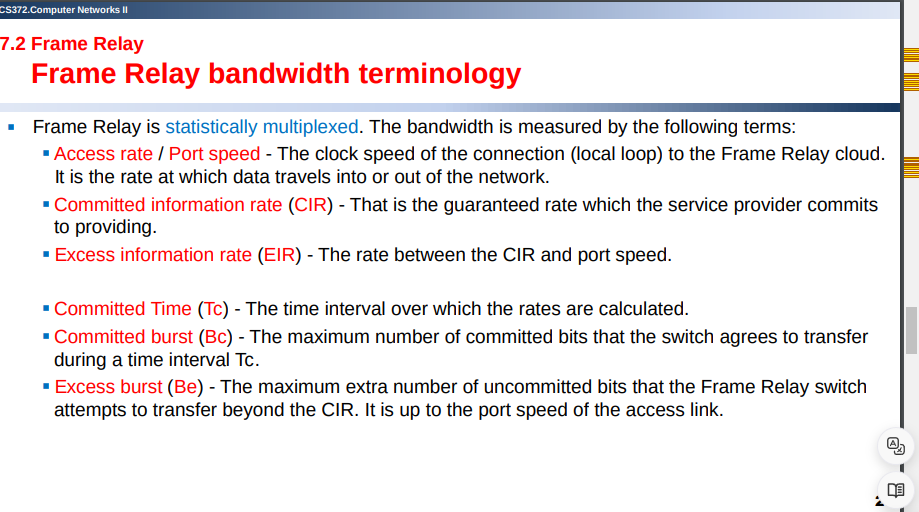 CS372.Computer Networks II
7.2 Frame Relay
Frame Relay bandwidth terminology
Frame Relay is statistically multiplexed. The bandwidth is measured by the following terms:
Access rate / Port speed - The clock speed of the connection (local loop) to the Frame Relay cloud.
It is the rate at which data travels into or out of the network.
Committed information rate (CIR) - That is the guaranteed rate which the service provider commits
to providing.
Excess information rate (EIR) - The rate between the CIR and port speed.
Committed Time (Tc) - The time interval over which the rates are calculated.
Committed burst (Bc) - The maximum number of committed bits that the switch agrees to transfer
during a time interval Tc.
Excess burst (Be) - The maximum extra number of uncommitted bits that the Frame Relay switch
attempts to transfer beyond the CIR. It is up to the port speed of the access link.